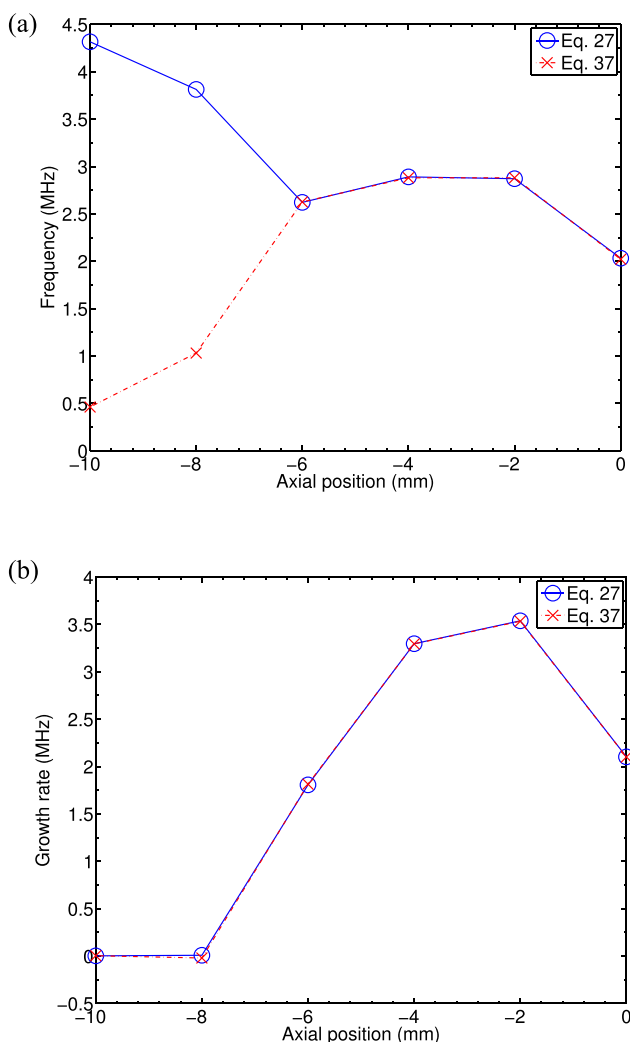 (a)
4.5
4
3.5
3
2.5
2
1.5
1
0.5
0
Frequency (MHz)
Eq. 27
Eq. 37
−10 −8 −6 −4 −2 0
Axial position (mm)
(b)
4
3.5
3
2.5
2
1.5
1
0.5
0
−0.5
Growth rate (MHz)
Eq. 27
Eq. 37
−10 −8 −6 −4 −2 0
Axial position (mm)